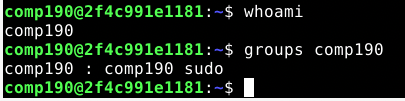 comp190@2f4c991e1181:~$ whoami
comp190
comp190@2f4c991e1181:~$ groups comp190
comp190 : comp190 sudo
comp190@2f4c991e1181:~$